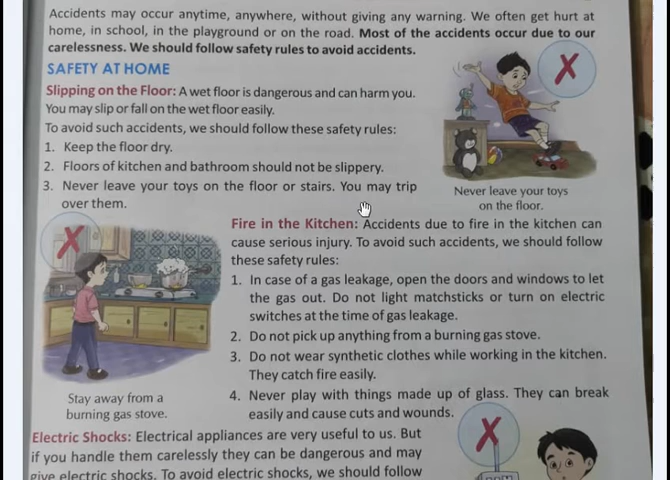 Accidents may occur anytime, anywhere, without giving any warning. We often get hurt at
home, in school, in the playground or on the road. Most of the accidents occur due to our
carelessness. We should follow safety rules to avoid accidents.
SAFETY AT HOME
Slipping on the Floor: A wet floor is dangerous and can harm you.
You may slip or fall on the wet floor easily.
To avoid such accidents, we should follow these safety rules:
1. Keep the floor dry.
2. Floors of kitchen and bathroom should not be slippery.
3. Never leave your toys on the floor or stairs. You may trip
over them.
Never leave your toys
on the floor.
Fire in the Kitchen: Accidents due to fire in the kitchen can
cause serious injury. To avoid such accidents, we should follow
these safety rules:
1. In case of a gas leakage, open the doors and windows to let
the gas out. Do not light matchsticks or turn on electric
switches at the time of gas leakage.
2. Do not pick up anything from a burning gas stove.
3. Do not wear synthetic clothes while working in the kitchen.
They catch fire easily.
4. Never play with things made up of glass. They can break
easily and cause cuts and wounds.
Stay away from a
burning gas stove.
Electric Shocks: Electrical appliances are very useful to us. But
if you handle them carelessly they can be dangerous and may
give electric shocks. To avoid electric shocks, we should follow